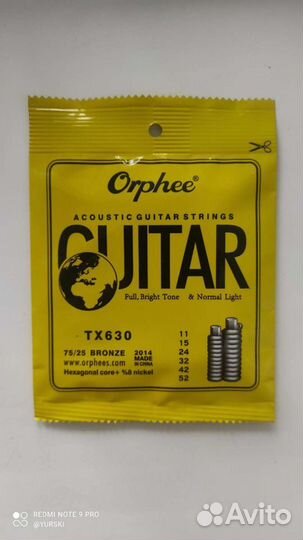 Orphee®
ACOUSTIC GUITAR STRINGS
GUITAR
Full, Bright Tone & Normal Light
TX630
75/25 BRONZE 2014 MADE IN CHINA
www.orphees.com
Hexagonal core+ %8 nickel
11
15
24
32
42
52
REDMI NOTE 9 PRO
@YURSKI
Avito